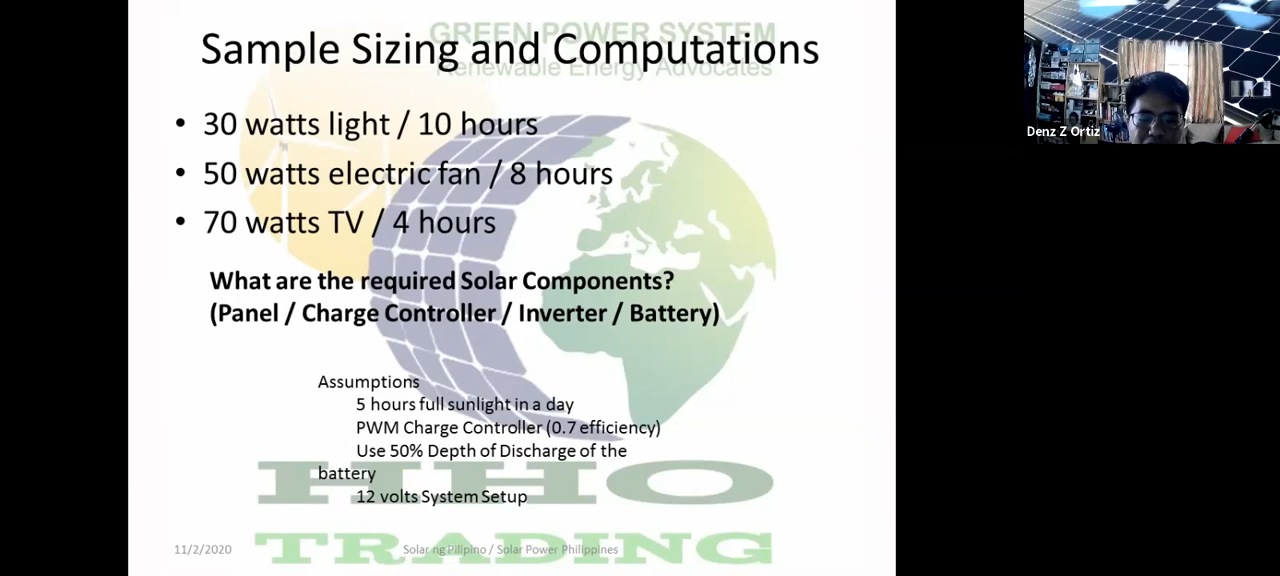 GREEN POWER SYSTEM
Sample Sizing and Computations
Renewable Energy Advocates
• 30 watts light / 10 hours
• 50 watts electric fan / 8 hours
• 70 watts TV / 4 hours
What are the required Solar Components?
(Panel / Charge Controller / Inverter / Battery)
Assumptions
5 hours full sunlight in a day
PWM Charge Controller (0.7 efficiency)
Use 50% Depth of Discharge of the
battery
12 volts System Setup
HHO
TRADING
11/2/2020
Solar ng Pilipino / Solar Power Philippines
Denz Z Ortiz